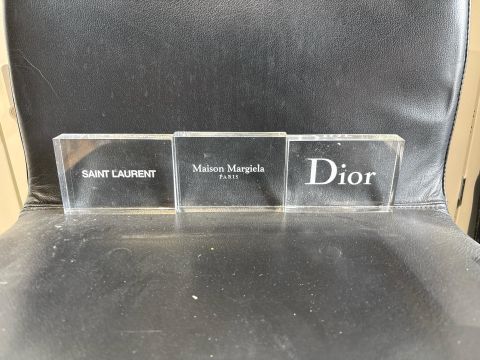 SAINT LAURENT
Maison Margiela
PARIS
Dior